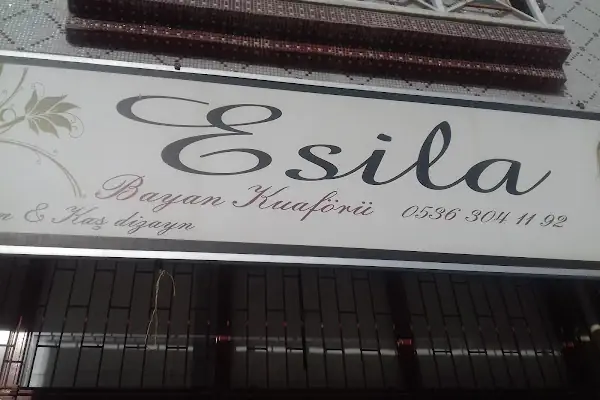 Esila
Bayan Kuaförü 0536 304 11 92
& Kaş dizayn